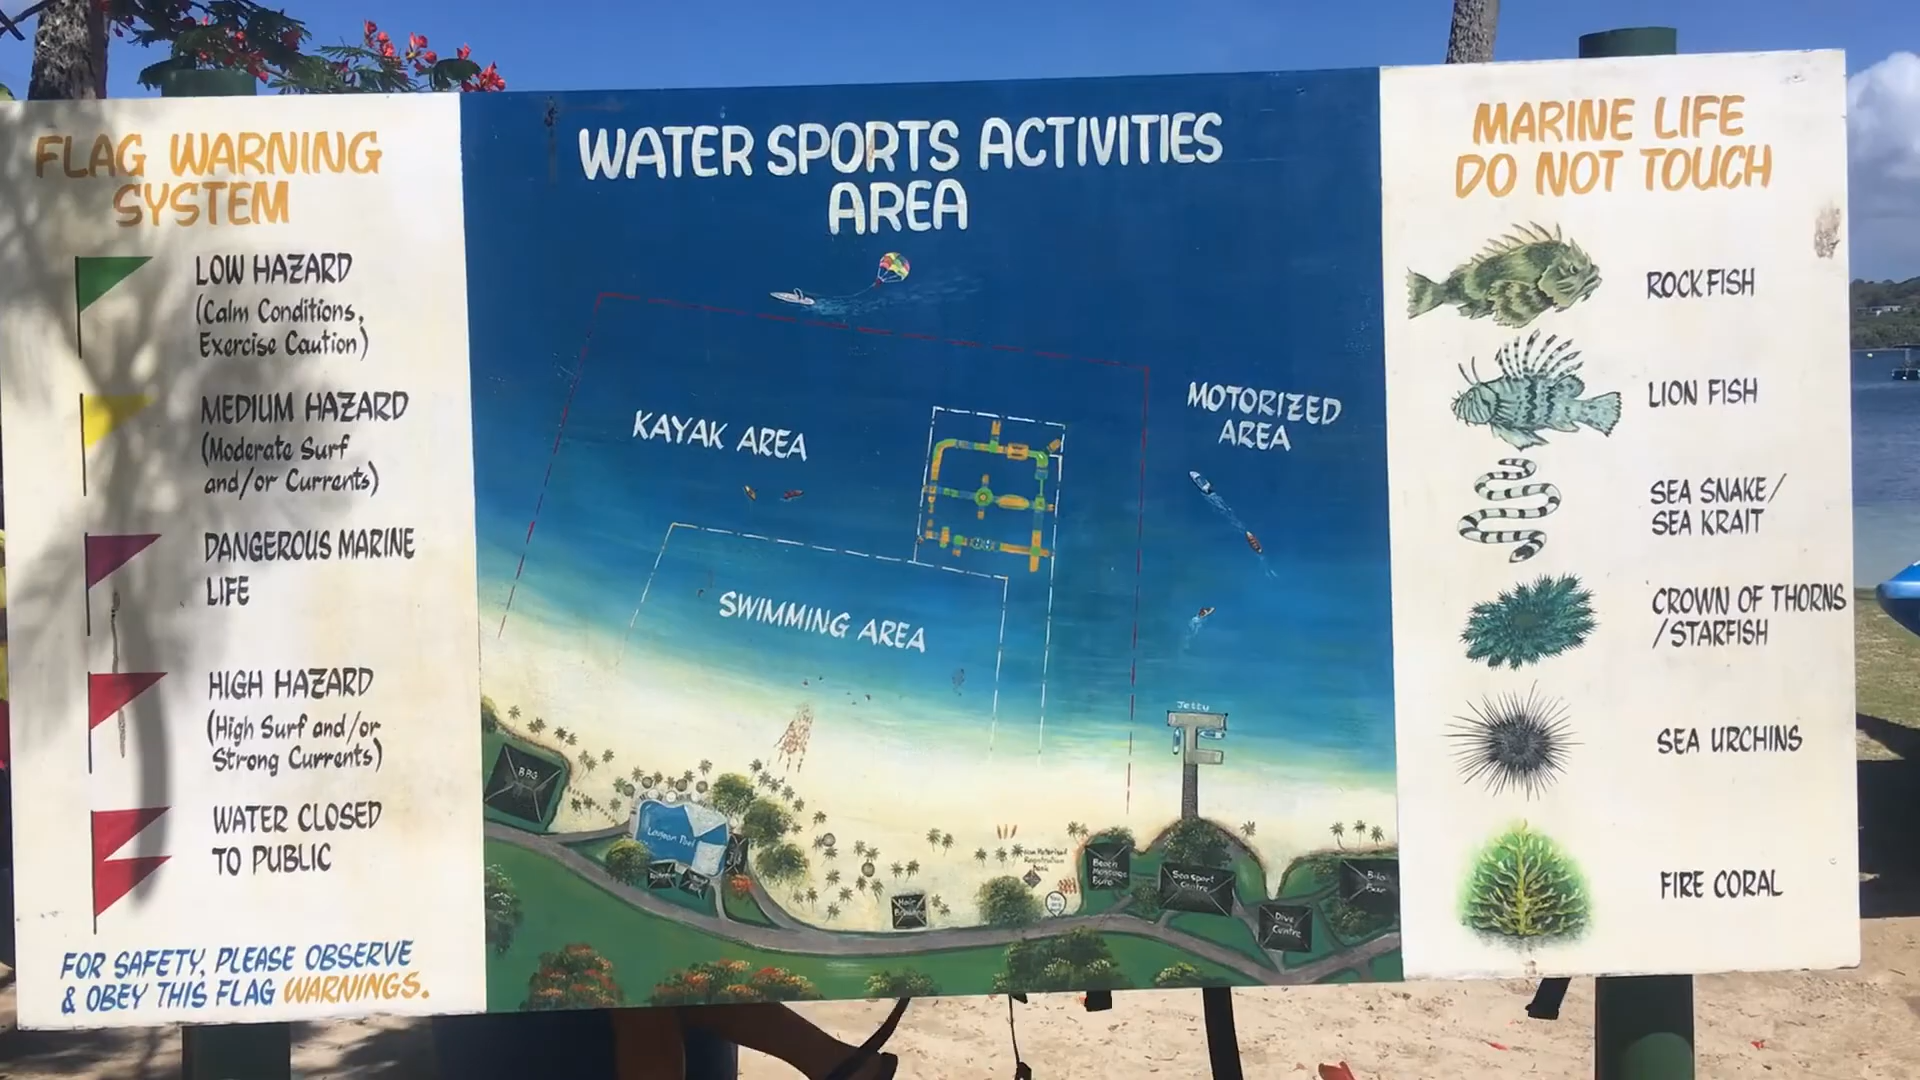 FLAG WARNING
SYSTEM
LOW HAZARD
(Calm Conditions,
Exercise Caution)
MEDIUM HAZARD
(Moderate Surf
and/or Currents)
DANGEROUS MARINE
LIFE
HIGH HAZARD
(High Surf and/or
Strong Currents)
WATER CLOSED
TO PUBLIC
FOR SAFETY, PLEASE OBSERVE
& OBEY THIS FLAG WARNINGS.
WATER SPORTS ACTIVITIES
AREA
KAYAK AREA
MOTORIZED
AREA
SWIMMING AREA
Jetty
Lagoon Pool
Hair
Beach
Sea sport
Centre
Dive
Centre
MARINE LIFE
DO NOT TOUCH
ROCKFISH
LION FISH
SEA SNAKE/
SEA KRAIT
CROWN OF THORNS
/STARFISH
SEA URCHINS
FIRE CORAL